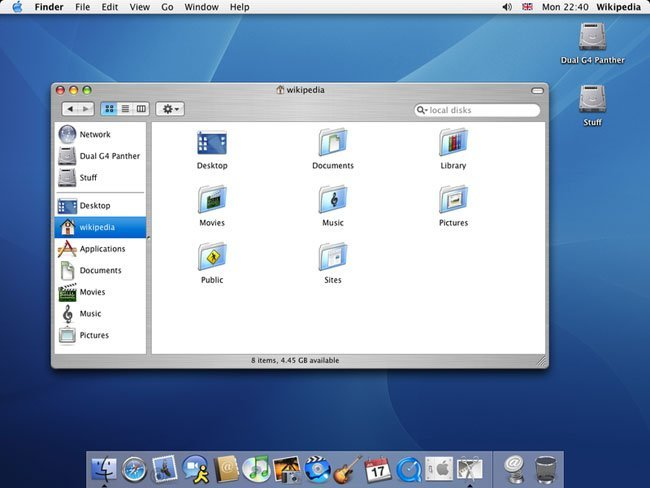 Finder File Edit View Go Window Help Mon 22:40 Wikipedia
Dual G4 Panther
Stuff
wikipedia
local disks
Network
Dual G4 Panther
Stuff
Desktop
wikipedia
Applications
Documents
Movies
Music
Pictures
Desktop Documents Library
Movies Music Pictures
Public Sites
8 items, 4.45 GB available
17